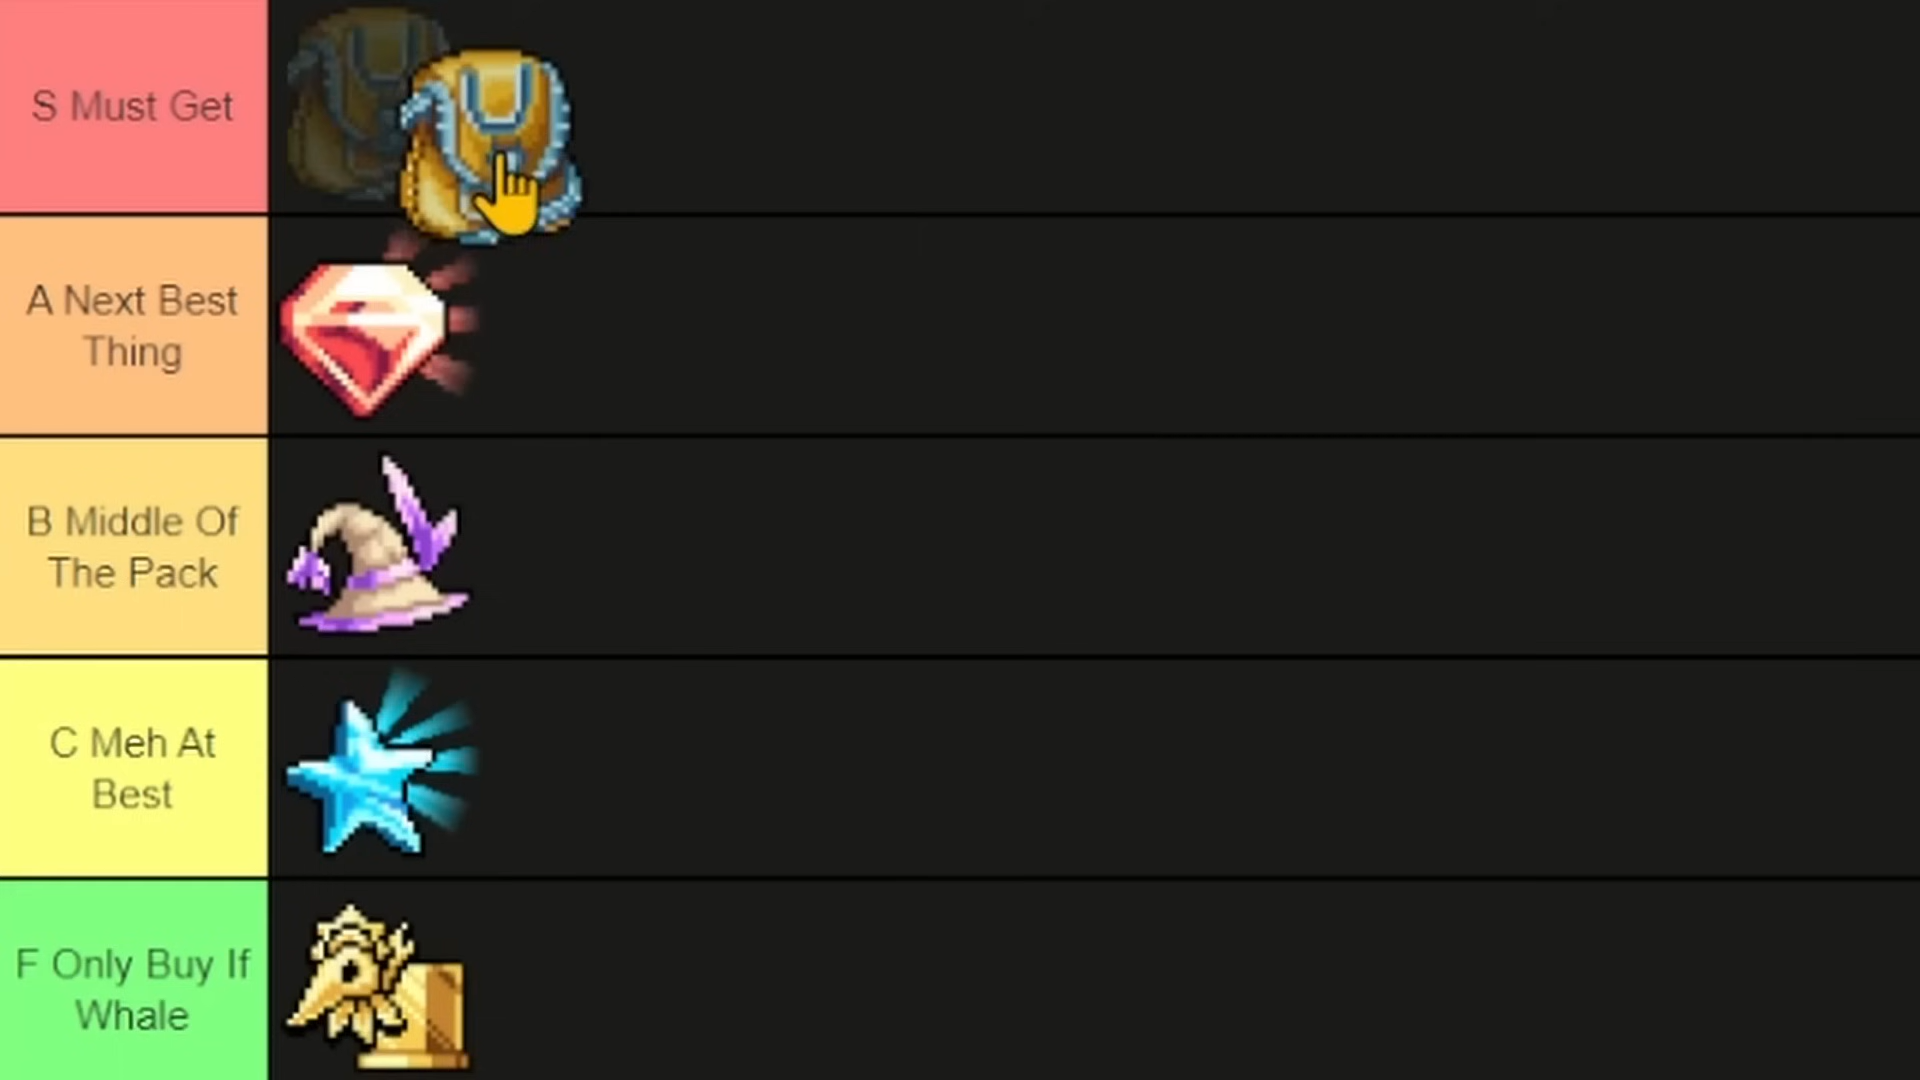 S Must Get
A Next Best
Thing
B Middle Of
The Pack
C Meh At
Best
F Only Buy If
Whale